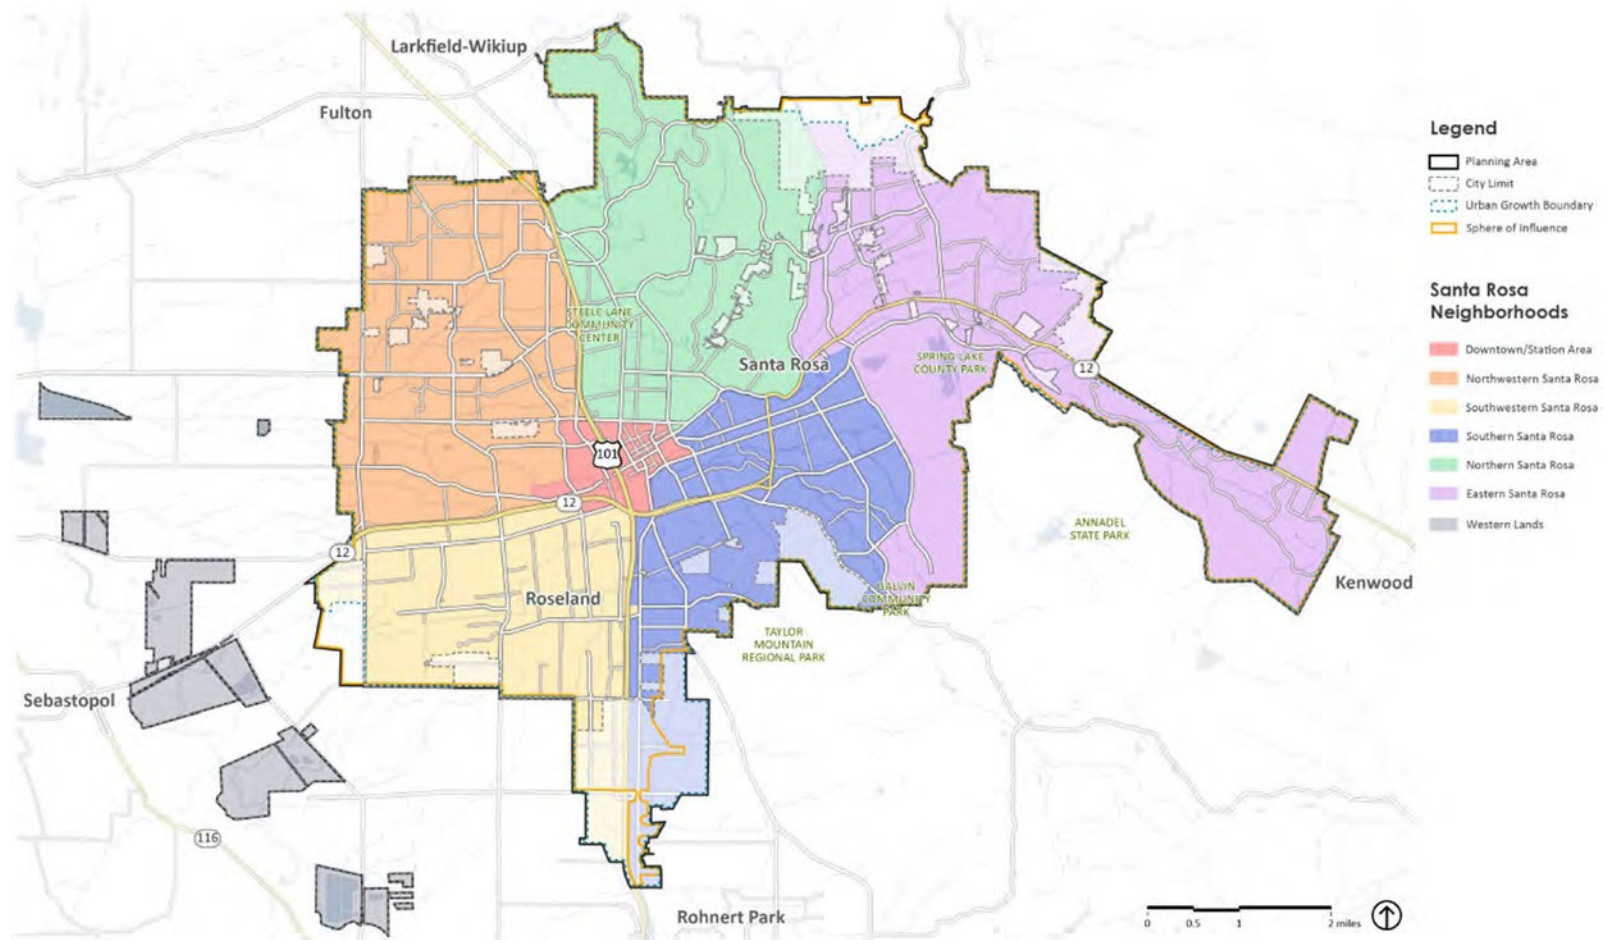 Larkfield-Wikiup
Fulton
STEELE LANE
COMMUNITY
CENTER
Santa Rosa
SPRING LAKE
COUNTY PARK
12
101
12
12
ANNADEL
STATE PARK
Kenwood
Roseland
GALVIN
COMMUNITY
PARK
TAYLOR
MOUNTAIN
REGIONAL PARK
Sebastopol
116
Rohnert Park
Legend
Planning Area
City Limit
Urban Growth Boundary
Sphere of Influence
Santa Rosa
Neighborhoods
Downtown/Station Area
Northwestern Santa Rosa
Southwestern Santa Rosa
Southern Santa Rosa
Northern Santa Rosa
Eastern Santa Rosa
Western Lands
0 0.5 1 2 miles